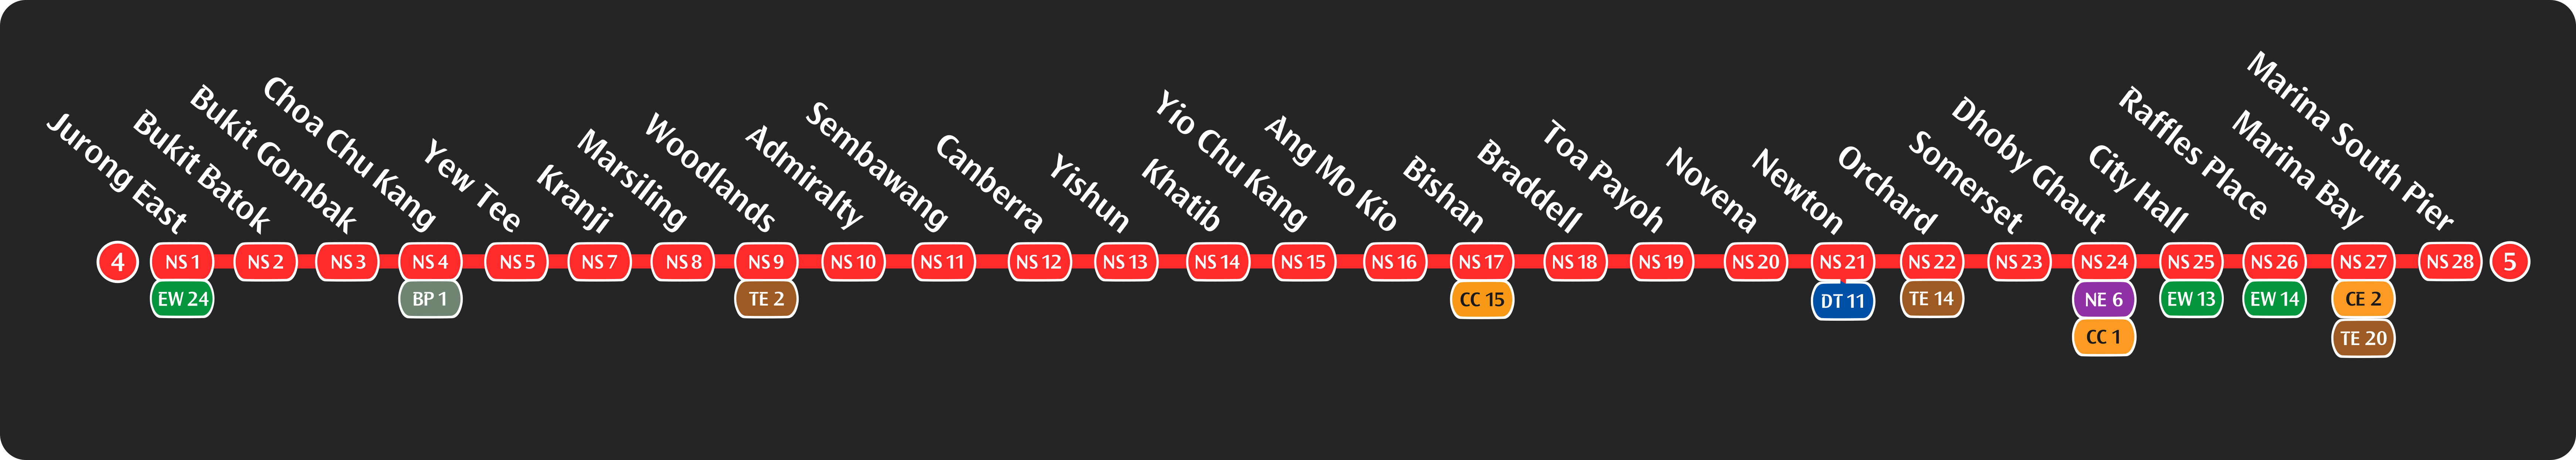 Jurong East
Bukit Batok
Bukit Gombak
Choa Chu Kang
Yew Tee
Kranji
Marsiling
Woodlands
Admiralty
Sembawang
Canberra
Yishun
Khatib
Yio Chu Kang
Ang Mo Kio
Bishan
Braddell
Toa Payoh
Novena
Newton
Orchard
Somerset
Dhoby Ghaut
City Hall
Raffles Place
Marina Bay
Marina South Pier
4 NS 1 NS 2 NS 3 NS 4 NS 5 NS 7 NS 8 NS 9 NS 10 NS 11 NS 12 NS 13 NS 14 NS 15 NS 16 NS 17 NS 18 NS 19 NS 20 NS 21 NS 22 NS 23 NS 24 NS 25 NS 26 NS 27 NS 28 5
EW 24 BP 1 TE 2 CC 15 DT 11 TE 14 NE 6 EW 13 EW 14 CE 2
CC 1 TE 20